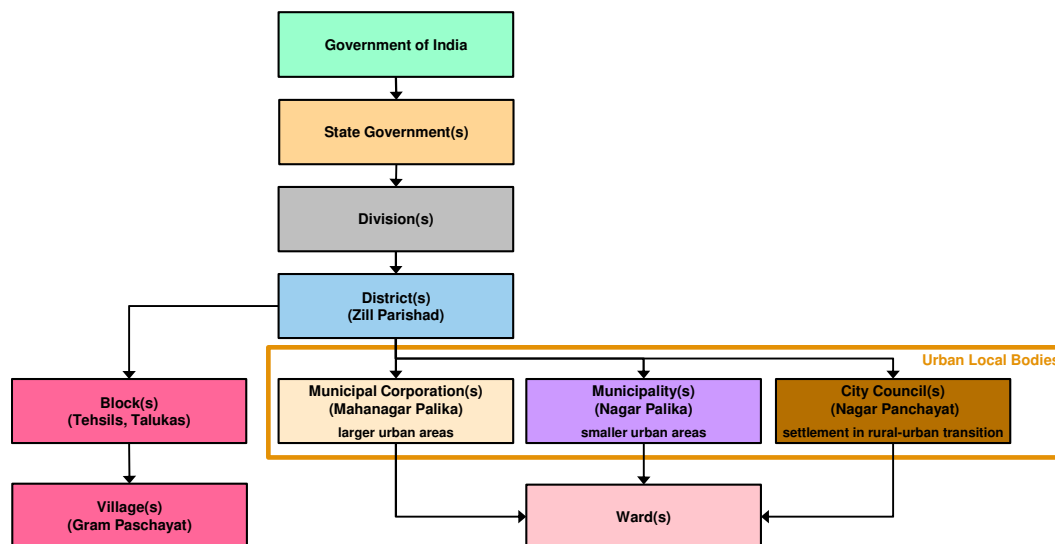 Government of India
State Government(s)
Division(s)
District(s)
(Zill Parishad)
Urban Local Bodies
Block(s)
(Tehsils, Talukas)
Municipal Corporation(s)
(Mahanagar Palika)
larger urban areas
Municipality(s)
(Nagar Palika)
smaller urban areas
City Council(s)
(Nagar Panchayat)
settlement in rural-urban transition
Village(s)
(Gram Paschayat)
Ward(s)